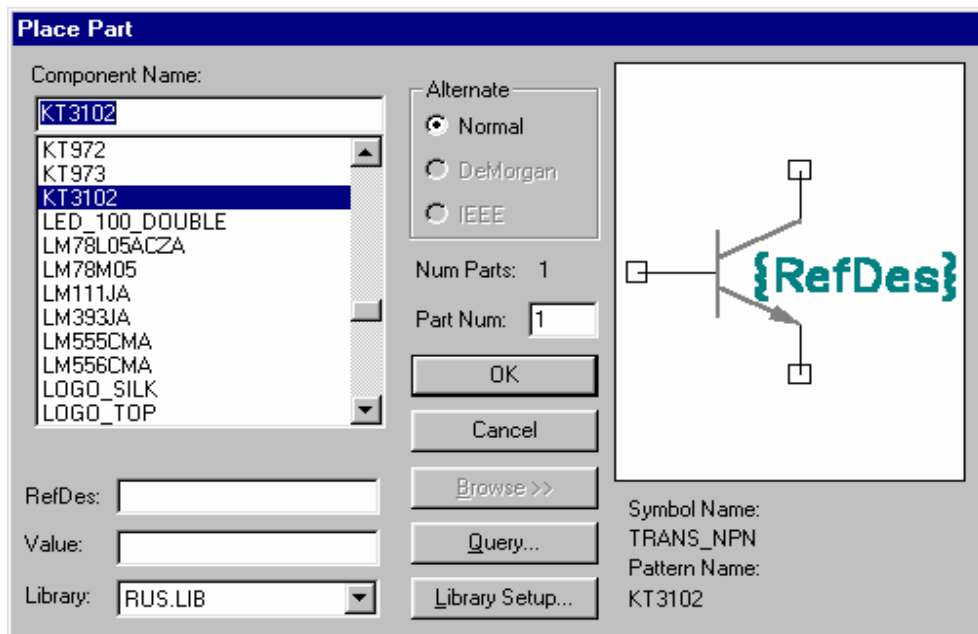 Place Part
Component Name:
KT3102
KT972
KT973
KT3102
LED_100_DOUBLE
LM78L05ACZA
LM78M05
LM111JA
LM393JA
LM555CMA
LM556CMA
LOGO_SILK
LOGO_TOP
RefDes:
Value:
Library: RUS.LIB
Alternate
Normal
DeMorgan
IEEE
Num Parts: 1
Part Num: 1
OK
Cancel
Browse >>
Query...
Library Setup...
{RefDes}
Symbol Name:
TRANS_NPN
Pattern Name:
KT3102